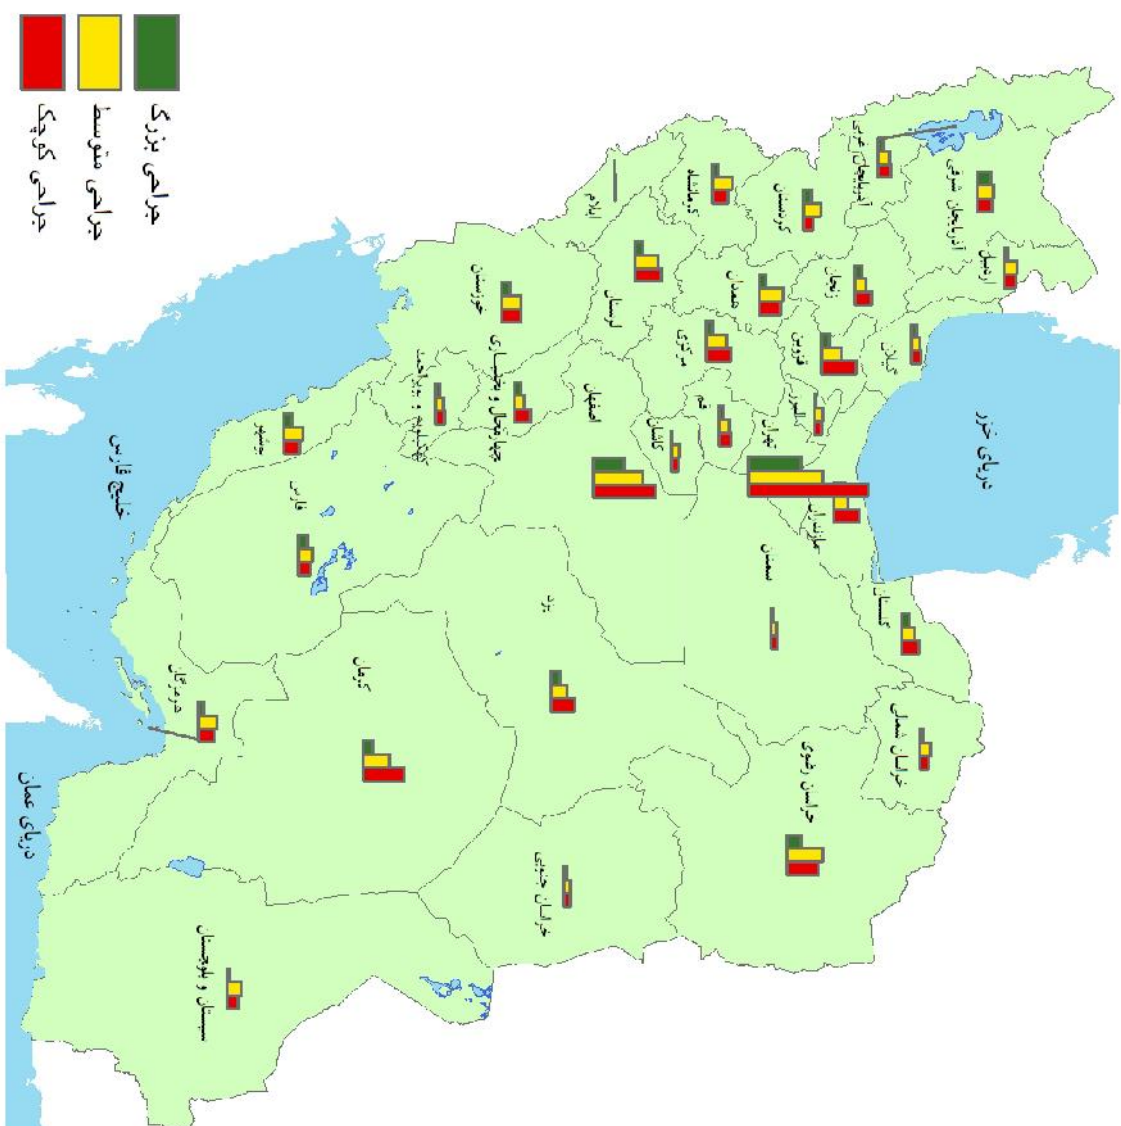 جراحی بزرگ
جراحی متوسط
جراحی کوچک
آذربایجان غربی
آذربایجان شرقی
اردبیل
کردستان
کرمانشاه
ایلام
زنجان
همدان
لرستان
خوزستان
گیلان
قزوین
مرکزی
البرز
تهران
قم
کاشان
اصفهان
چهارمحال و بختیاری
کهگیلویه و بویراحمد
بوشهر
فارس
مازندران
سمنان
گلستان
یزد
کرمان
هرمزگان
خراسان شمالی
خراسان رضوی
خراسان جنوبی
سیستان و بلوچستان
دریای خزر
خلیج فارس
دریای عمان